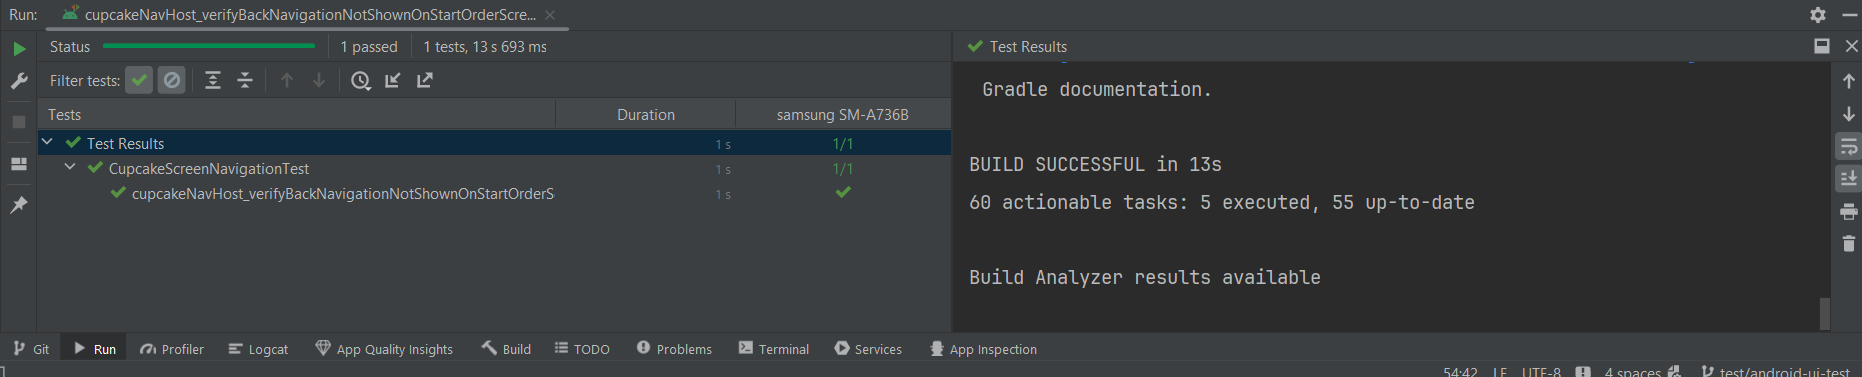 Run: cupcakeNavHost_verifyBackNavigationNotShownOnStartOrderScre...
Status 1 passed 1 tests, 13 s 693 ms
Filter tests:
Tests Duration samsung SM-A736B
Test Results 1 s 1/1
CupcakeScreenNavigationTest 1 s 1/1
cupcakeNavHost_verifyBackNavigationNotShownOnStartOrderS 1 s
Test Results
Gradle documentation.
BUILD SUCCESSFUL in 13s
60 actionable tasks: 5 executed, 55 up-to-date
Build Analyzer results available
Git Run Profiler Logcat App Quality Insights Build TODO Problems Terminal Services App Inspection
54:42 LF UTF-8 4 spaces test/android-ui-test